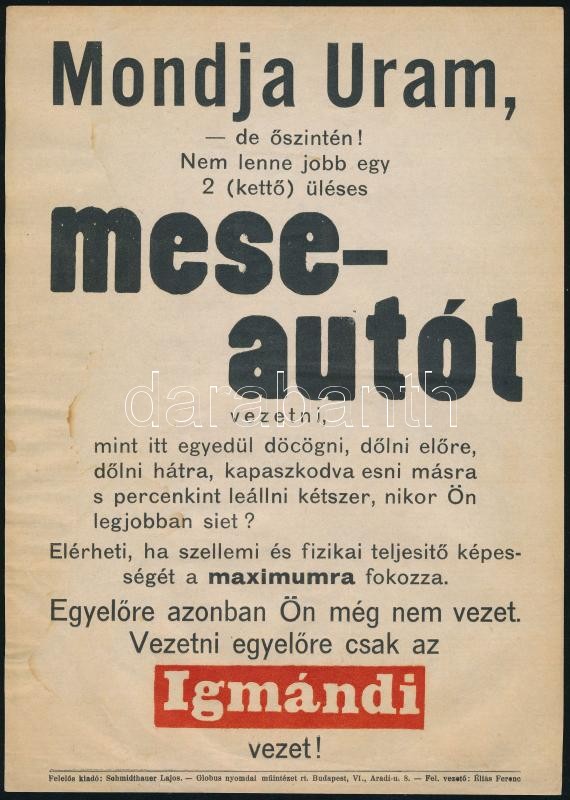 Mondja Uram,
— de őszintén!
Nem lenne jobb egy
2 (kettő) üléses
mese-
autót
darabanth
vezetni,
mint itt egyedül döcögni, dőlni előre,
dőlni hátra, kapaszkodva esni másra
s percenkint leállni kétszer, nikor Ön
legjobban siet?
Elérheti, ha szellemi és fizikai teljesitő képes-
ségét a maximumra fokozza.
Egyelőre azonban Ön még nem vezet.
Vezetni egyelőre csak az
Igmándi
vezet!
Felelős kiadó: Schmidthauer Lajos. — Globus nyomdai műintézet rt. Budapest, VI., Aradi-u. 8. — Fel. vezető: Éliás Ferenc